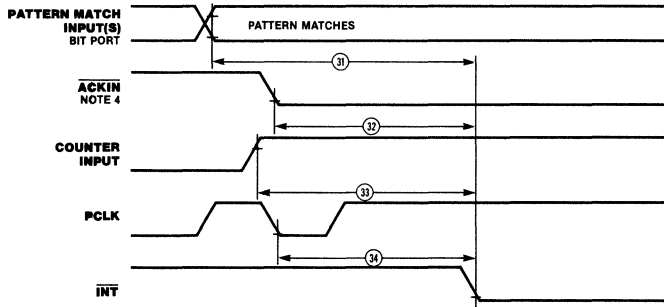 PATTERN MATCH
INPUT(S)
BIT PORT
PATTERN MATCHES
31
ACKIN
NOTE 4
32
COUNTER
INPUT
33
PCLK
34
INT